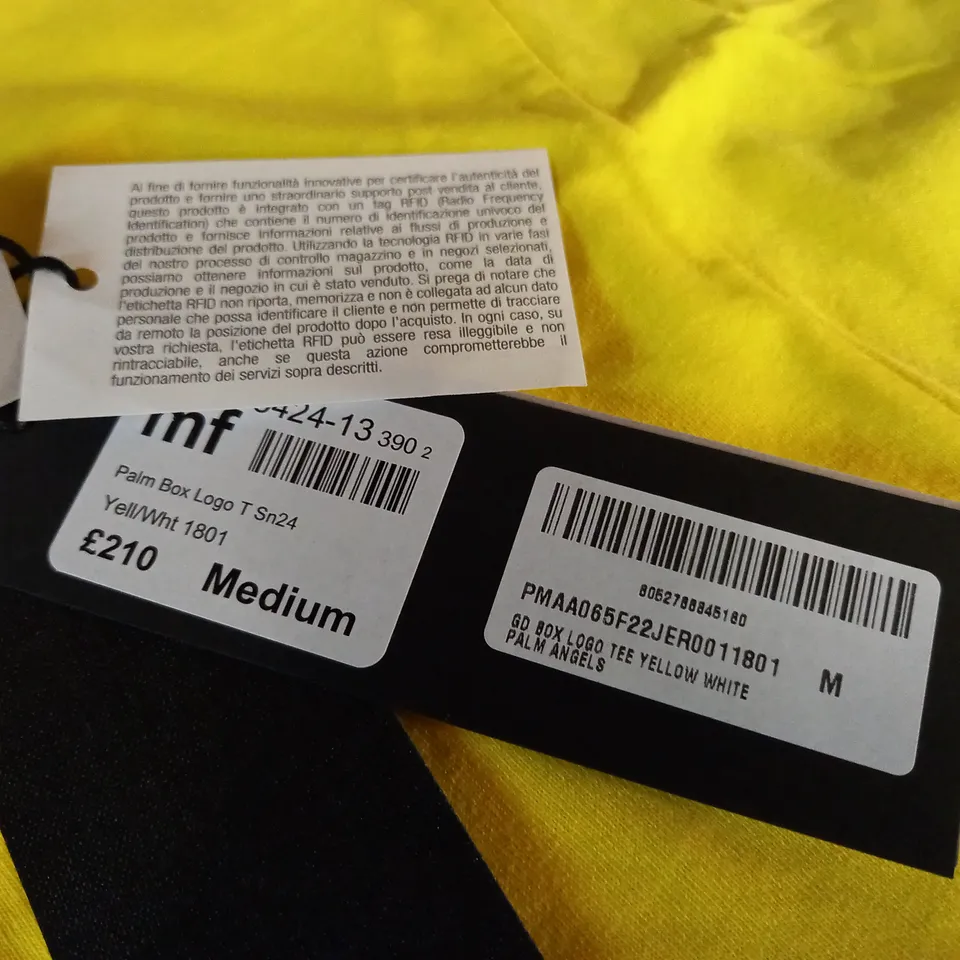 Al fine di fornire funzionalità innovative per certificare l'autenticità del
prodotto e fornire uno straordinario supporto post vendita al cliente,
questo prodotto è integrato con un tag RFID (Radio Frequency
Identification) che contiene il numero di identificazione univoco del
prodotto e fornisce informazioni relative ai flussi di produzione e
distribuzione del prodotto. Utilizzando la tecnologia RFID in varie fasi
del nostro processo di controllo magazzino e in negozi selezionati,
possiamo ottenere informazioni sul prodotto, come la data di
produzione e il negozio in cui è stato venduto. Si prega di notare che
l'etichetta RFID non riporta, memorizza e non è collegata ad alcun dato
personale che possa identificare il cliente e non permette di tracciare
da remoto la posizione del prodotto dopo l'acquisto. In ogni caso, su
vostra richiesta, l'etichetta RFID può essere resa illeggibile e non
rintracciabile, anche se questa azione comprometterebbe il
funzionamento dei servizi sopra descritti.
mf
424-13 390 2
Palm Box Logo T Sn24
Yell/Wht 1801
£210 Medium
8052788845180
PMAA065F22JER0011801 M
GD BOX LOGO TEE YELLOW WHITE
PALM ANGELS